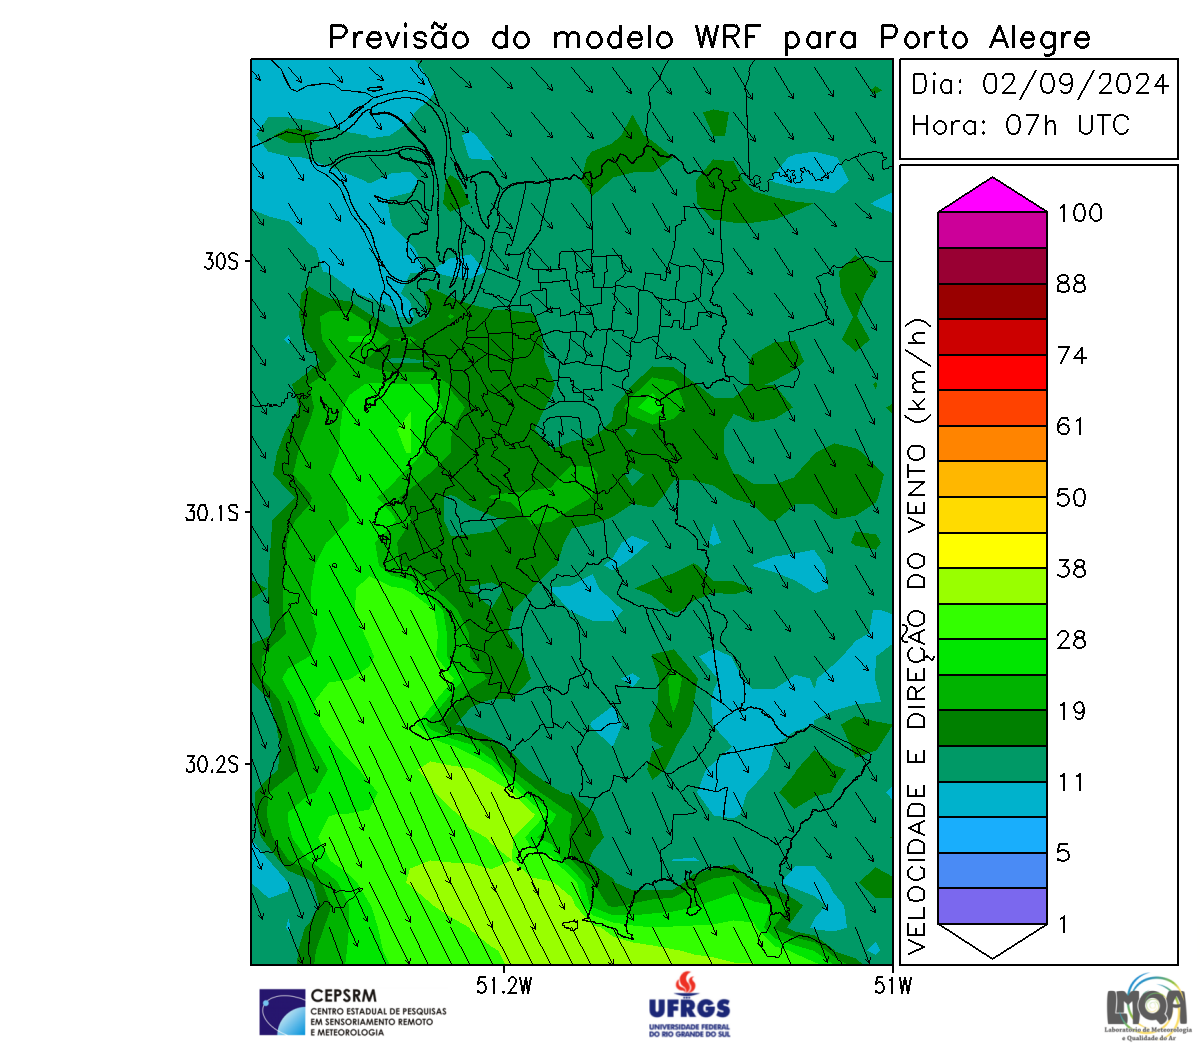 Previsão do modelo WRF para Porto Alegre
Dia: 02/09/2024
Hora: 07h UTC
100
88
74
61
50
38
28
19
11
5
1
VELOCIDADE E DIREÇÃO DO VENTO (km/h)
30S
30.1S
30.2S
51.2W
51W
CEPSRM
CENTRO ESTADUAL DE PESQUISAS
EM SENSORIAMENTO REMOTO
E METEOROLOGIA
UFRGS
UNIVERSIDADE FEDERAL
DO RIO GRANDE DO SUL
LMQA
Laboratório de Meteorologia
e Qualidade do Ar